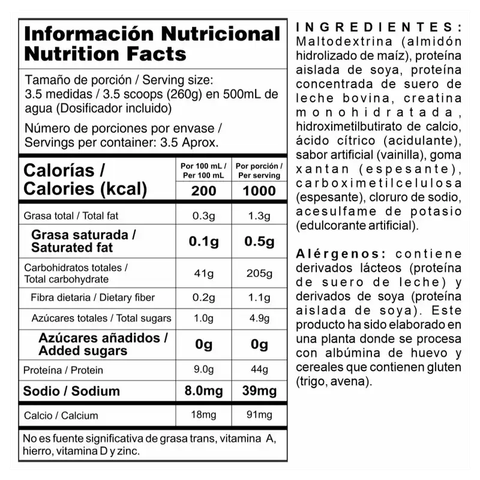 Información Nutricional
Nutrition Facts
Tamaño de porción / Serving size:
3.5 medidas / 3.5 scoops (260g) en 500mL de
agua (Dosificador incluido)
Número de porciones por envase /
Servings per container: 3.5 Aprox.
Calorías /
Calories (kcal)
Por 100 mL /
Per 100 mL
200
Por porción /
Per serving
1000
Grasa total / Total fat 0.3g 1.3g
Grasa saturada /
Saturated fat 0.1g 0.5g
Carbohidratos totales /
Total carbohydrate 41g 205g
Fibra dietaria / Dietary fiber 0.2g 1.1g
Azúcares totales / Total sugars 1.0g 4.9g
Azúcares añadidos /
Added sugars 0g 0g
Proteína / Protein 9.0g 44g
Sodio / Sodium 8.0mg 39mg
Calcio / Calcium 18mg 91mg
No es fuente significativa de grasa trans, vitamina A,
hierro, vitamina D y zinc.
INGREDIENTES:
Maltodextrina (almidón
hidrolizado de maíz), proteína
aislada de soya, proteína
concentrada de suero de
leche bovina, creatina
monohidratada,
hidroximetilbutirato de calcio,
ácido cítrico (acidulante),
sabor artificial (vainilla), goma
xantan (espesante),
carboximetilcelulosa
(espesante), cloruro de sodio,
acesulfame de potasio
(edulcorante artificial).
Alérgenos: contiene
derivados lácteos (proteína
de suero de leche) y
derivados de soya (proteína
aislada de soya). Este
producto ha sido elaborado en
una planta donde se procesa
con albúmina de huevo y
cereales que contienen gluten
(trigo, avena).